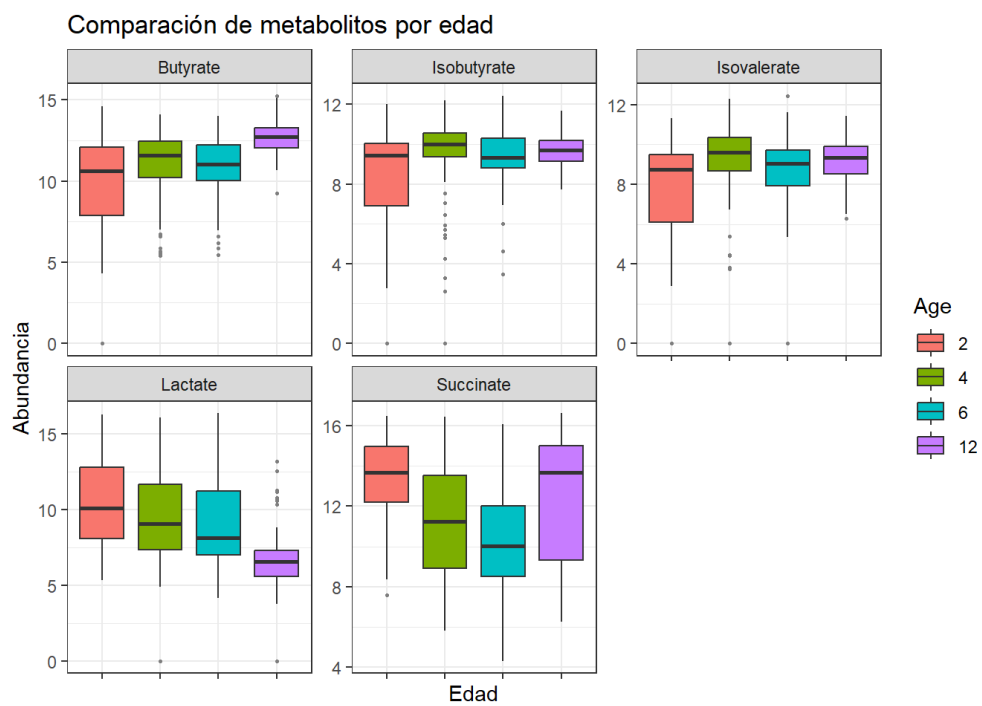 Comparación de metabolitos por edad
Butyrate
Isobutyrate
Isovalerate
15
10
5
0
12
8
4
0
12
8
4
0
Lactate
Succinate
15
10
5
0
16
12
8
4
Abundancia
Edad
Age
2
4
6
12